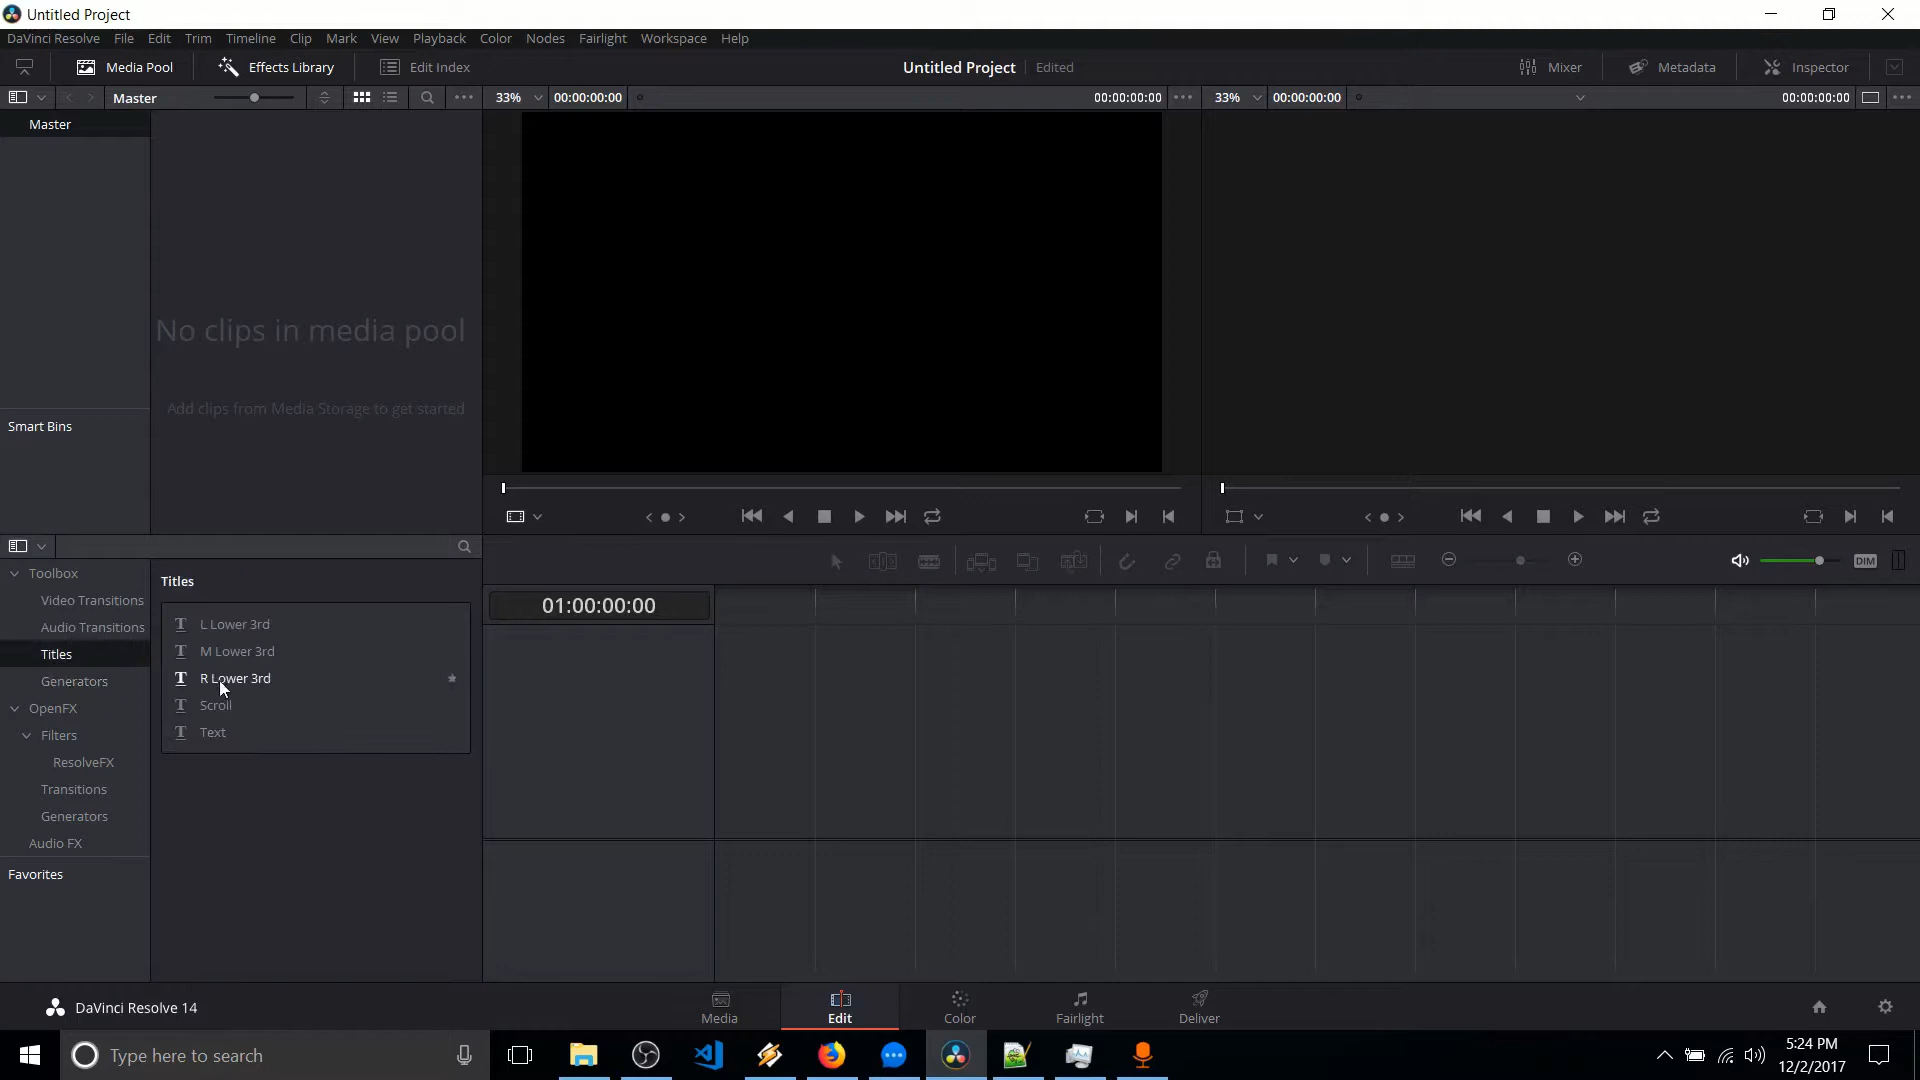 Untitled Project
DaVinci Resolve File Edit Trim Timeline Clip Mark View Playback Color Nodes Fairlight Workspace Help
Media Pool Effects Library Edit Index Untitled Project Edited Mixer Metadata Inspector
Master 33% 00:00:00:00 00:00:00:00 33% 00:00:00:00 00:00:00:00
Master
No clips in media pool
Add clips from Media Storage to get started
Smart Bins
DIM
Toolbox
Video Transitions
Audio Transitions
Titles
Generators
OpenFX
Filters
ResolveFX
Transitions
Generators
Audio FX
Favorites
Titles
L Lower 3rd
M Lower 3rd
R Lower 3rd
Scroll
Text
01:00:00:00
DaVinci Resolve 14
Media Edit Color Fairlight Deliver
Type here to search
5:24 PM
12/2/2017